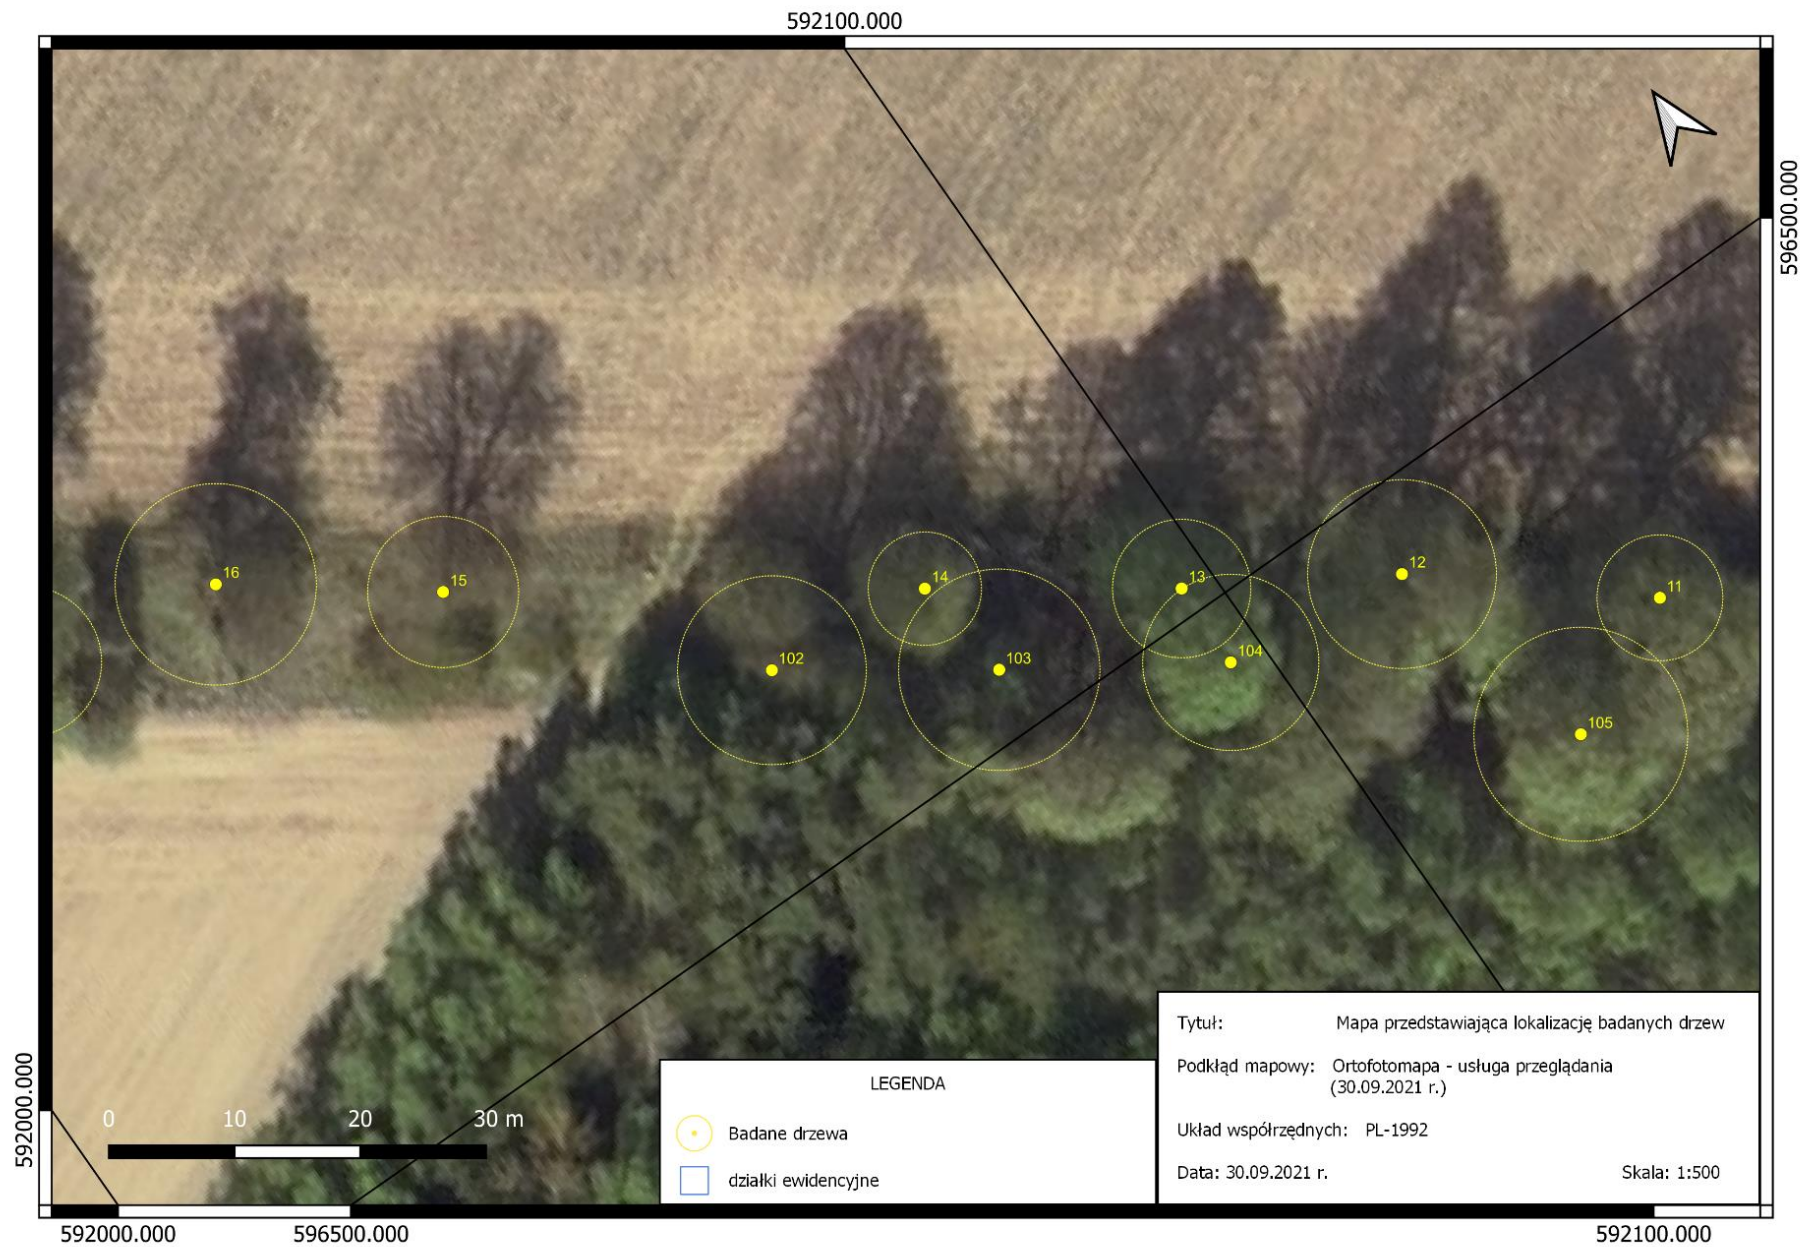 592100.000
596500.000
16
15
14
13
12
11
102
103
104
105
592000.000
0 10 20 30 m
LEGENDA
Badane drzewa
działki ewidencyjne
Tytuł: Mapa przedstawiająca lokalizację badanych drzew
Podkłąd mapowy: Ortofotomapa - usługa przeglądania
(30.09.2021 r.)
Układ współrzędnych: PL-1992
Data: 30.09.2021 r. Skala: 1:500
592000.000 596500.000 592100.000